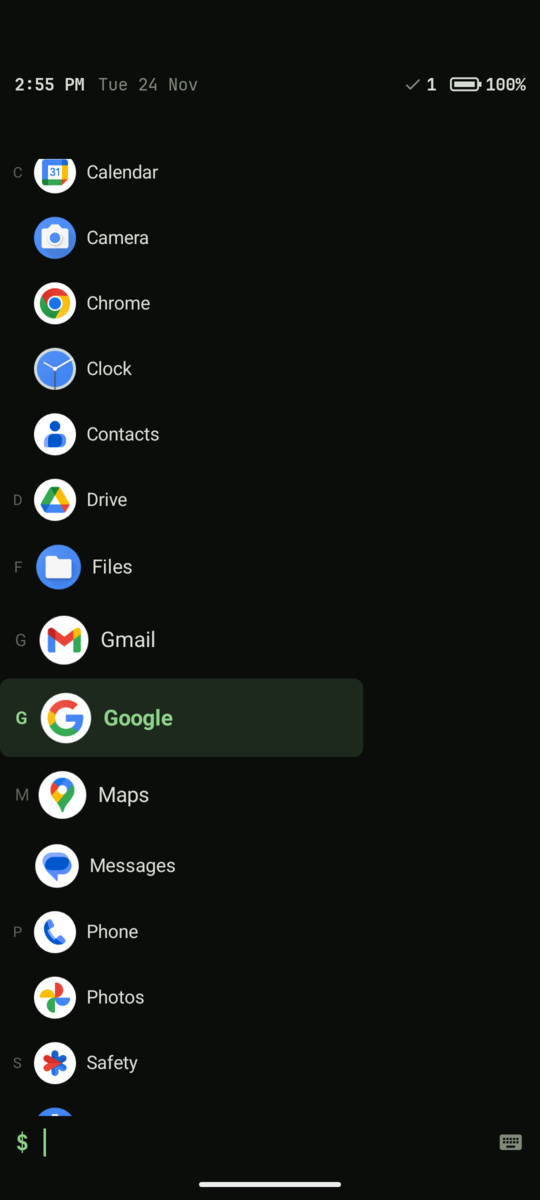 2:55 PM Tue 24 Nov 1 100%
C 31 Calendar
Camera
Chrome
Clock
Contacts
D Drive
F Files
G Gmail
G Google
M Maps
Messages
P Phone
Photos
S Safety
$